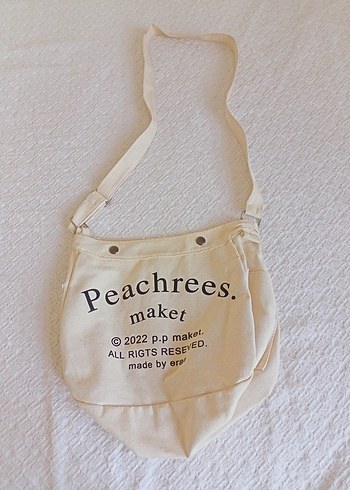 Peachrees.
maket
© 2022 p.p maket.
ALL RIGTS RESEVED.
made by